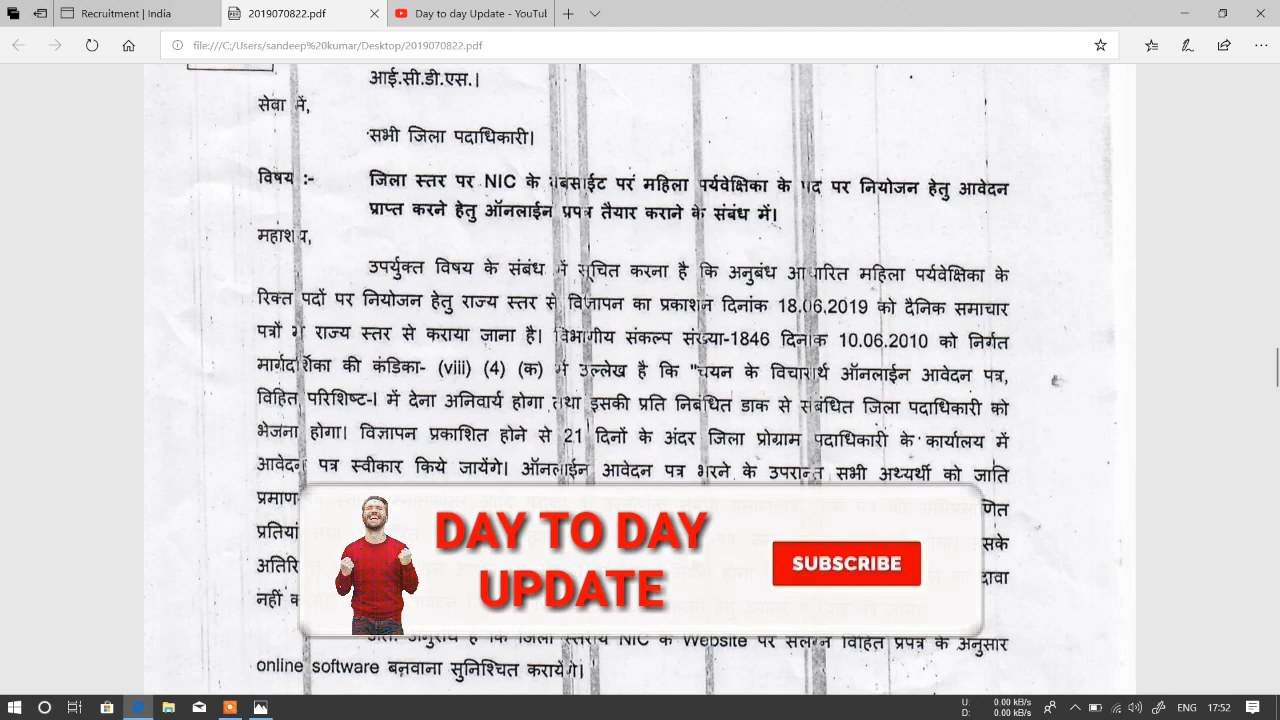 Recruitment | India
2019070822.pdf
Day to day Update - YouTul
file:///C:/Users/sandeep%20kumar/Desktop/2019070822.pdf
आई.सी.डी.एस.।
सेवा में,
सभी जिला पदाधिकारी।
विषय :- जिला स्तर पर NIC के वेबसाईट पर महिला पर्यवेक्षिका के पद पर नियोजन हेतु आवेदन
प्राप्त करने हेतु ऑनलाईन प्रपत्र तैयार कराने के संबंध में।
महाशय,
उपर्युक्त विषय के संबंध में सूचित करना है कि अनुबंध आधारित महिला पर्यवेक्षिका के
रिक्त पदों पर नियोजन हेतु राज्य स्तर से विज्ञापन का प्रकाशन दिनांक 18.06.2019 को दैनिक समाचार
पत्रों में राज्य स्तर से कराया जाना है। विभागीय संकल्प संख्या-1846 दिनांक 10.06.2010 को निर्गत
मार्गदर्शिका की कंडिका- (viii) (4) (क) में उल्लेख है कि "चयन के विचारार्थ ऑनलाईन आवेदन पत्र,
विहित परिशिष्ट-I में देना अनिवार्य होगा तथा इसकी प्रति निबंधित डाक से संबंधित जिला पदाधिकारी को
भेजना होगा। विज्ञापन प्रकाशित होने से 21 दिनों के अंदर जिला प्रोग्राम पदाधिकारी के कार्यालय में
आवेदन पत्र स्वीकार किये जायेंगे। ऑनलाईन आवेदन पत्र भरने के उपरान्त सभी अभ्यर्थी को जाति
प्रमाण
प्रतियां
दावा
नहीं
DAY TO DAY
UPDATE
SUBSCRIBE
अतः अनुरोध है कि जिला स्तरीय NIC के Website पर संलग्न विहित प्रपत्र के अनुसार
online software बनवाना सुनिश्चित करायेंगे।
U: 0.00 kB/s
D: 0.00 kB/s
ENG
17:52